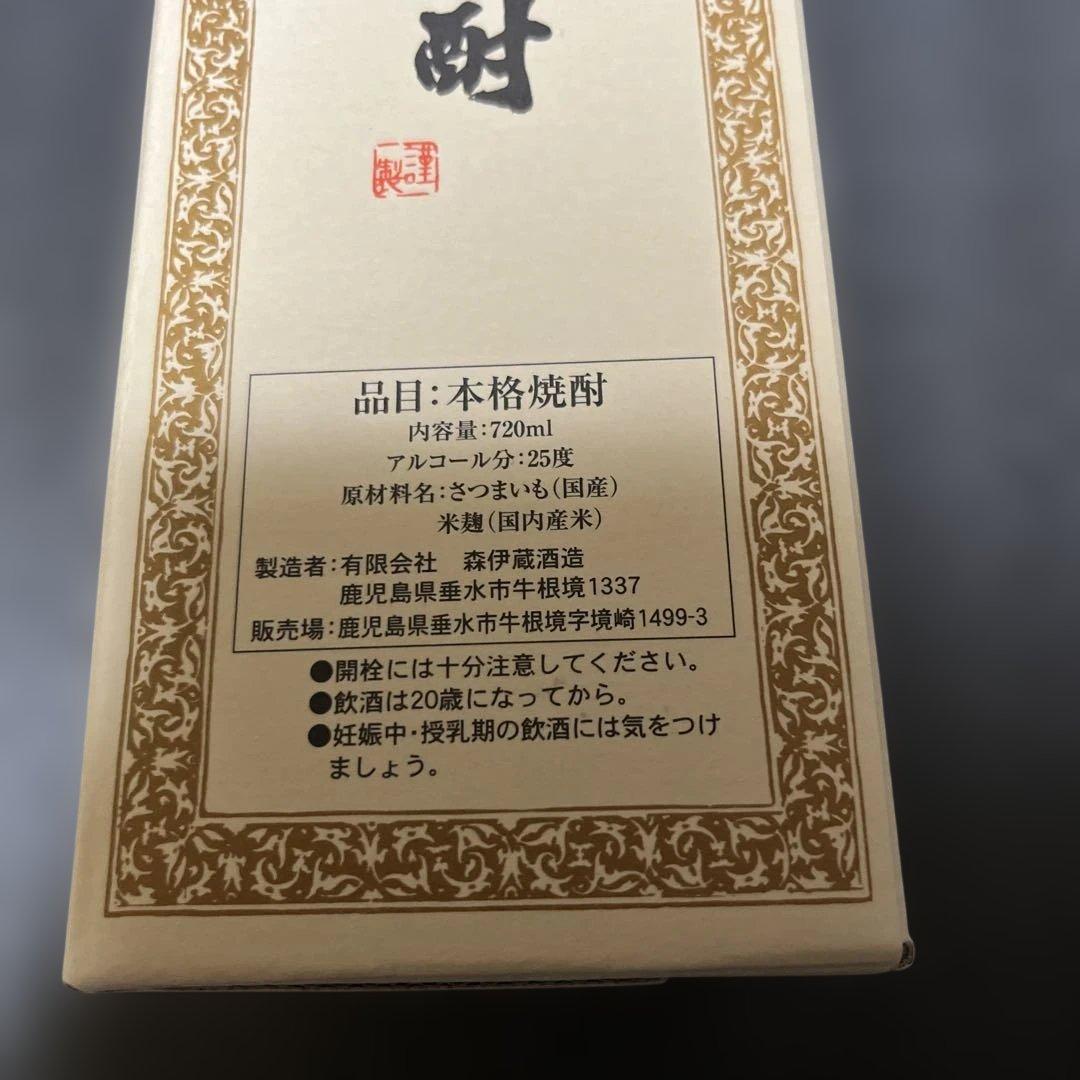 酎
謹製
品目:本格焼酎
内容量:720ml
アルコール分:25度
原材料名:さつまいも(国産)
米麹(国内産米)
製造者:有限会社 森伊蔵酒造
鹿児島県垂水市牛根境1337
販売場:鹿児島県垂水市牛根境字境崎1499-3
●開栓には十分注意してください。
●飲酒は20歳になってから。
●妊娠中・授乳期の飲酒には気をつけ
ましょう。